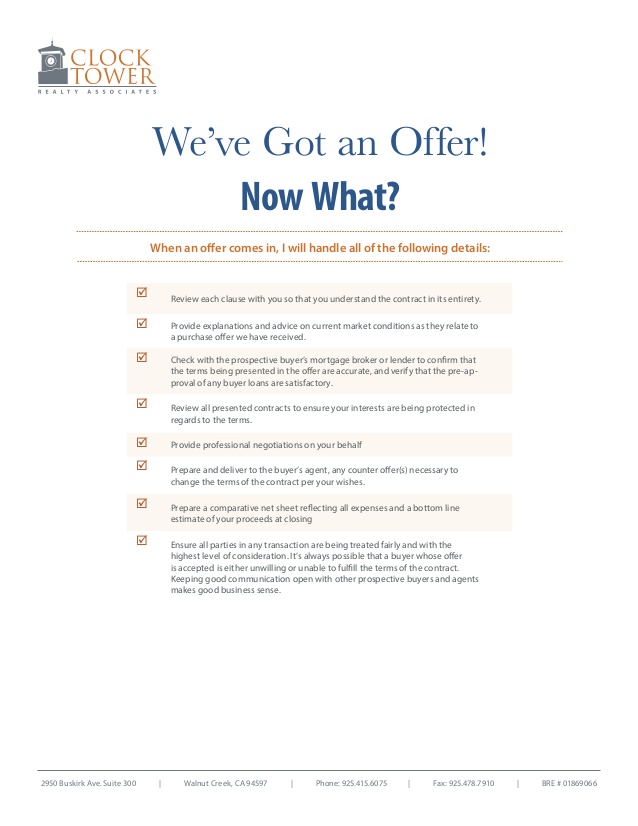 CLOCK
TOWER
REALTY ASSOCIATES
We've Got an Offer!
Now What?
When an offer comes in, I will handle all of the following details:
Review each clause with you so that you understand the contract in its entirety.
Provide explanations and advice on current market conditions as they relate to
a purchase offer we have received.
Check with the prospective buyer's mortgage broker or lender to confirm that
the terms being presented in the offer are accurate, and verify that the pre-ap-
proval of any buyer loans are satisfactory.
Review all presented contracts to ensure your interests are being protected in
regards to the terms.
Provide professional negotiations on your behalf
Prepare and deliver to the buyer's agent, any counter offer(s) necessary to
change the terms of the contract per your wishes.
Prepare a comparative net sheet reflecting all expenses and a bottom line
estimate of your proceeds at closing
Ensure all parties in any transaction are being treated fairly and with the
highest level of consideration. It's always possible that a buyer whose offer
is accepted is either unwilling or unable to fulfill the terms of the contract.
Keeping good communication open with other prospective buyers and agents
makes good business sense.
2950 Buskirk Ave. Suite 300 | Walnut Creek, CA 94597 | Phone: 925.415.6075 | Fax: 925.478.7910 | BRE # 01869066